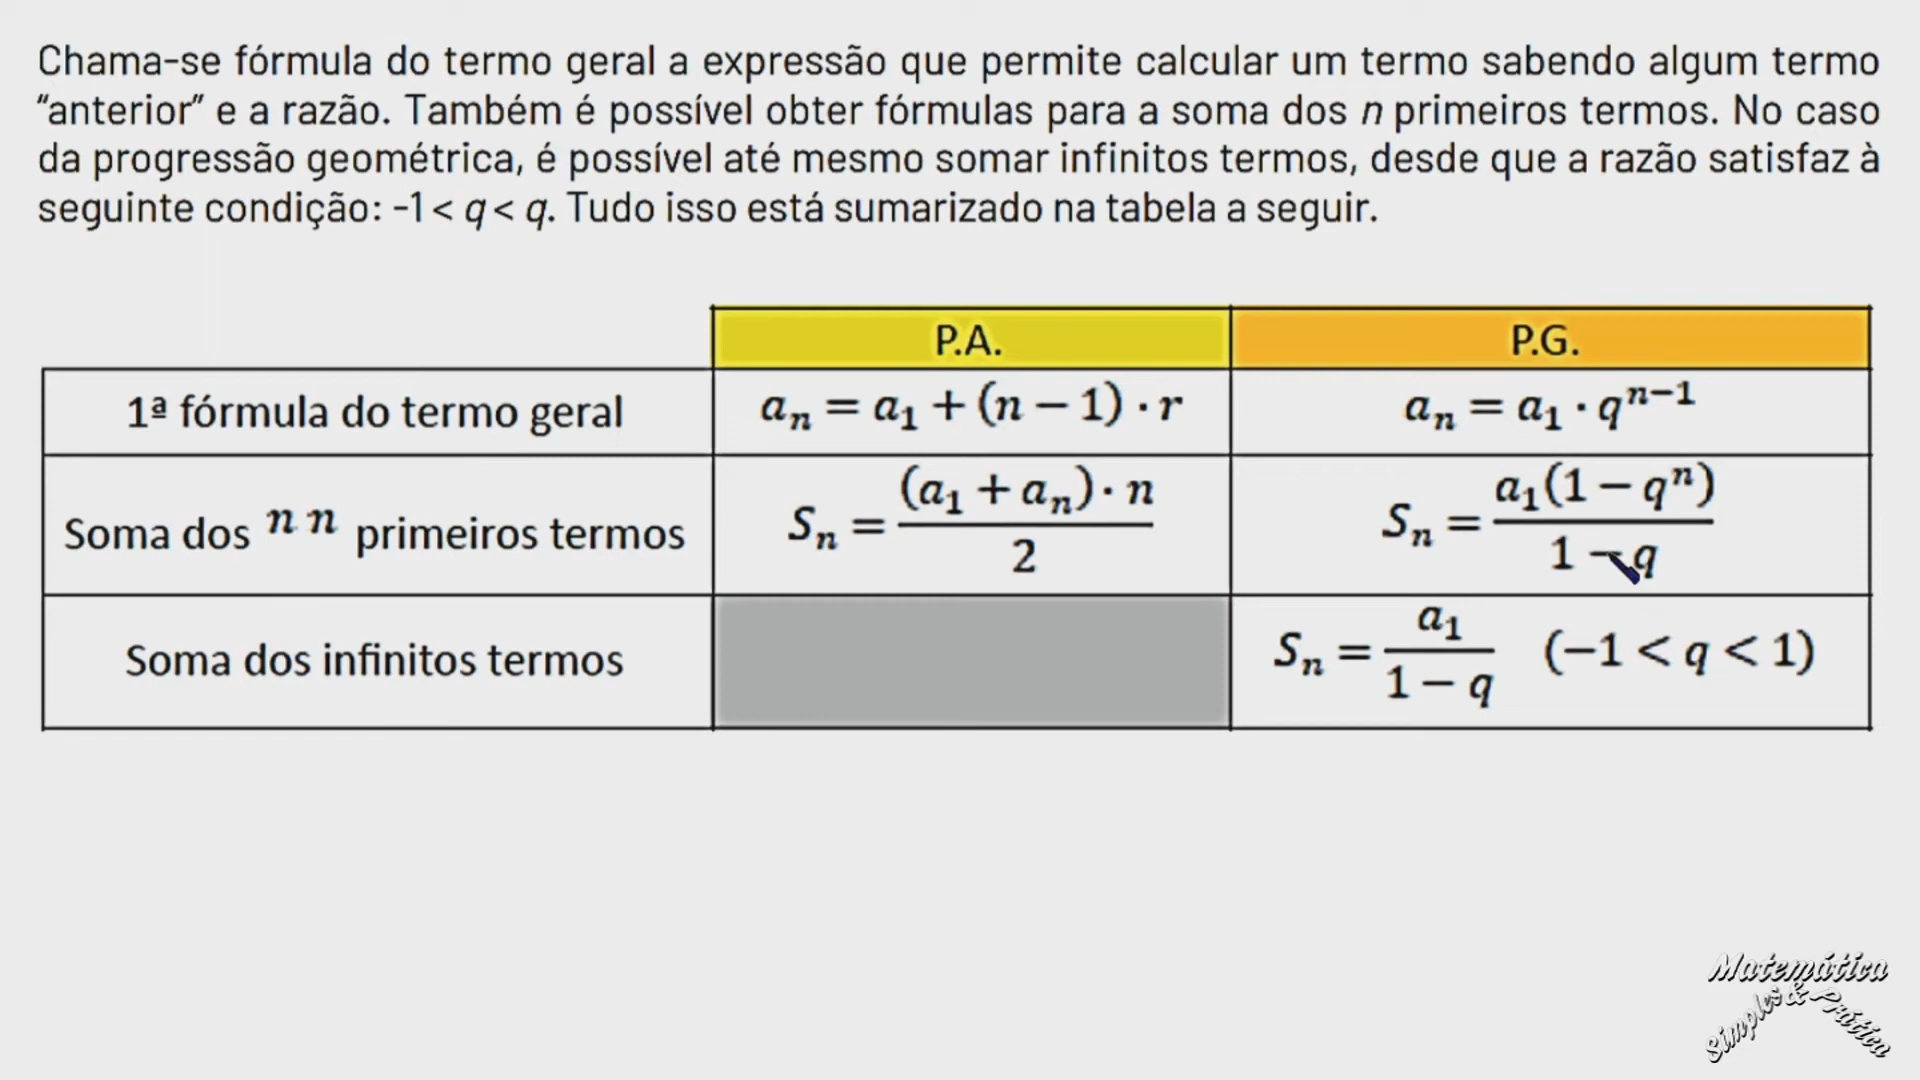 Chama-se fórmula do termo geral a expressão que permite calcular um termo sabendo algum termo
“anterior” e a razão. Também é possível obter fórmulas para a soma dos n primeiros termos. No caso
da progressão geométrica, é possível até mesmo somar infinitos termos, desde que a razão satisfaz à
seguinte condição: -1 < q < q. Tudo isso está sumarizado na tabela a seguir.
P.A. P.G.
1ª fórmula do termo geral aₙ = a₁ + (n − 1) · r aₙ = a₁ · qⁿ⁻¹
Soma dos n n primeiros termos Sₙ = (a₁ + aₙ) · n / 2 Sₙ = a₁(1 − qⁿ) / 1 − q
Soma dos infinitos termos Sₙ = a₁ / 1 − q (−1 < q < 1)
Matemática
Simples & Prática